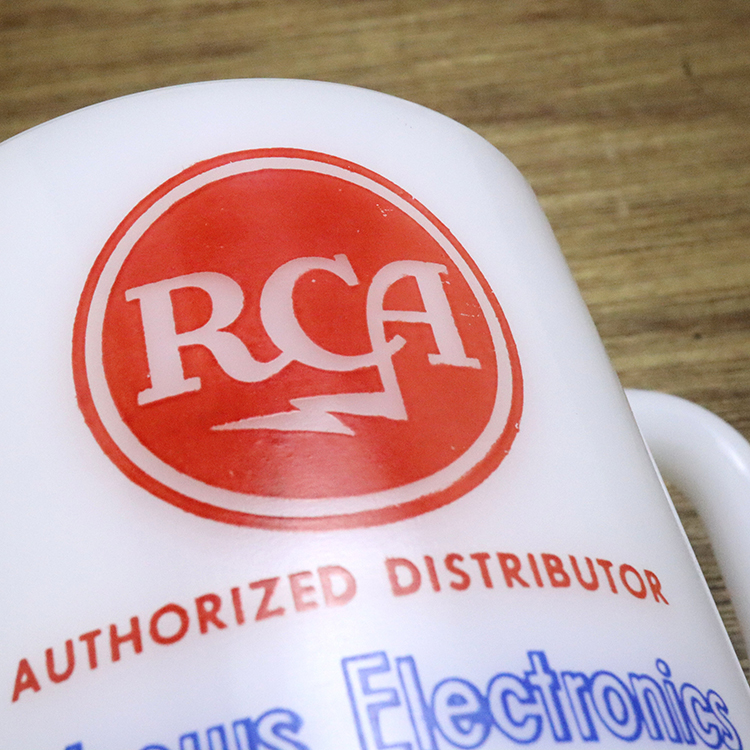 RCA
AUTHORIZED DISTRIBUTOR
Electronics